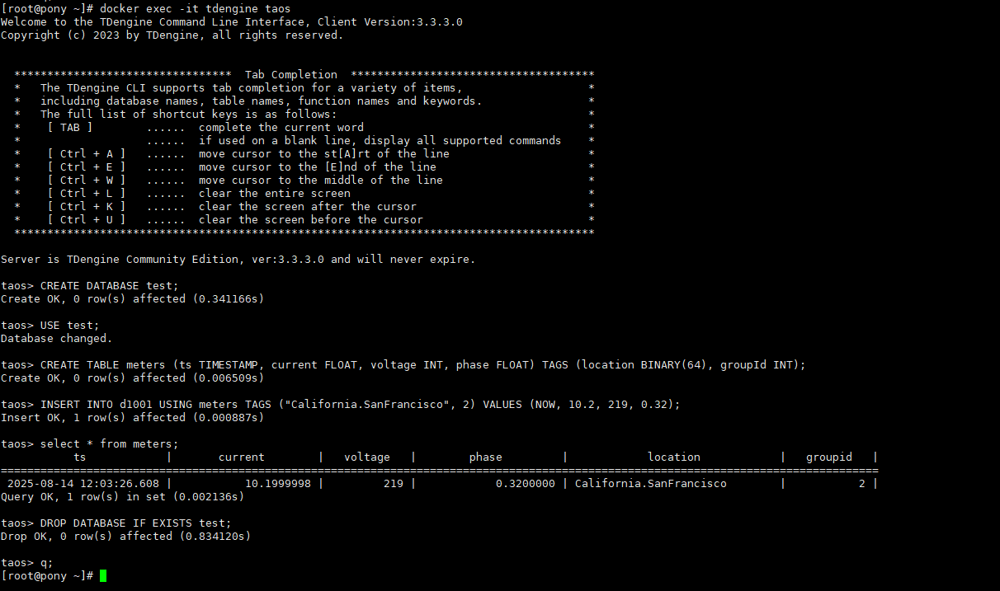 [root@pony ~]# docker exec -it tdengine taos
Welcome to the TDengine Command Line Interface, Client Version:3.3.3.0
Copyright (c) 2023 by TDengine, all rights reserved.
  *********************************  Tab Completion  *************************************
  *   The TDengine CLI supports tab completion for a variety of items,                   *
  *   including database names, table names, function names and keywords.                *
  *   The full list of shortcut keys is as follows:                                      *
  *    [ TAB ]        ......  complete the current word                                  *
  *                   ......  if used on a blank line, display all supported commands    *
  *    [ Ctrl + A ]   ......  move cursor to the st[A]rt of the line                     *
  *    [ Ctrl + E ]   ......  move cursor to the [E]nd of the line                       *
  *    [ Ctrl + W ]   ......  move cursor to the middle of the line                      *
  *    [ Ctrl + L ]   ......  clear the entire screen                                    *
  *    [ Ctrl + K ]   ......  clear the screen after the cursor                          *
  *    [ Ctrl + U ]   ......  clear the screen before the cursor                         *
  ****************************************************************************************
Server is TDengine Community Edition, ver:3.3.3.0 and will never expire.
taos> CREATE DATABASE test;
Create OK, 0 row(s) affected (0.341166s)
taos> USE test;
Database changed.
taos> CREATE TABLE meters (ts TIMESTAMP, current FLOAT, voltage INT, phase FLOAT) TAGS (location BINARY(64), groupId INT);
Create OK, 0 row(s) affected (0.006509s)
taos> INSERT INTO d1001 USING meters TAGS ("California.SanFrancisco", 2) VALUES (NOW, 10.2, 219, 0.32);
Insert OK, 1 row(s) affected (0.000887s)
taos> select * from meters;
           ts            |       current        |   voltage   |        phase         |            location            |   groupid   |
=====================================================================================================================================
 2025-08-14 12:03:26.608 |           10.1999998 |         219 |            0.3200000 | California.SanFrancisco        |           2 |
Query OK, 1 row(s) in set (0.002136s)
taos> DROP DATABASE IF EXISTS test;
Drop OK, 0 row(s) affected (0.834120s)
taos> q;
[root@pony ~]#